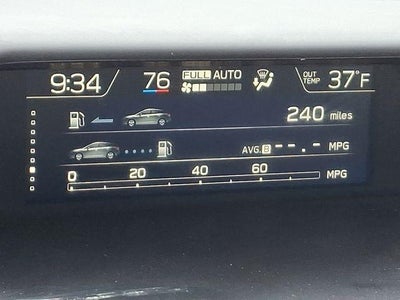 9:34 76 FULL AUTO OUT TEMP 37°F
240 miles
AVG. B --.- MPG
0 20 40 60 MPG